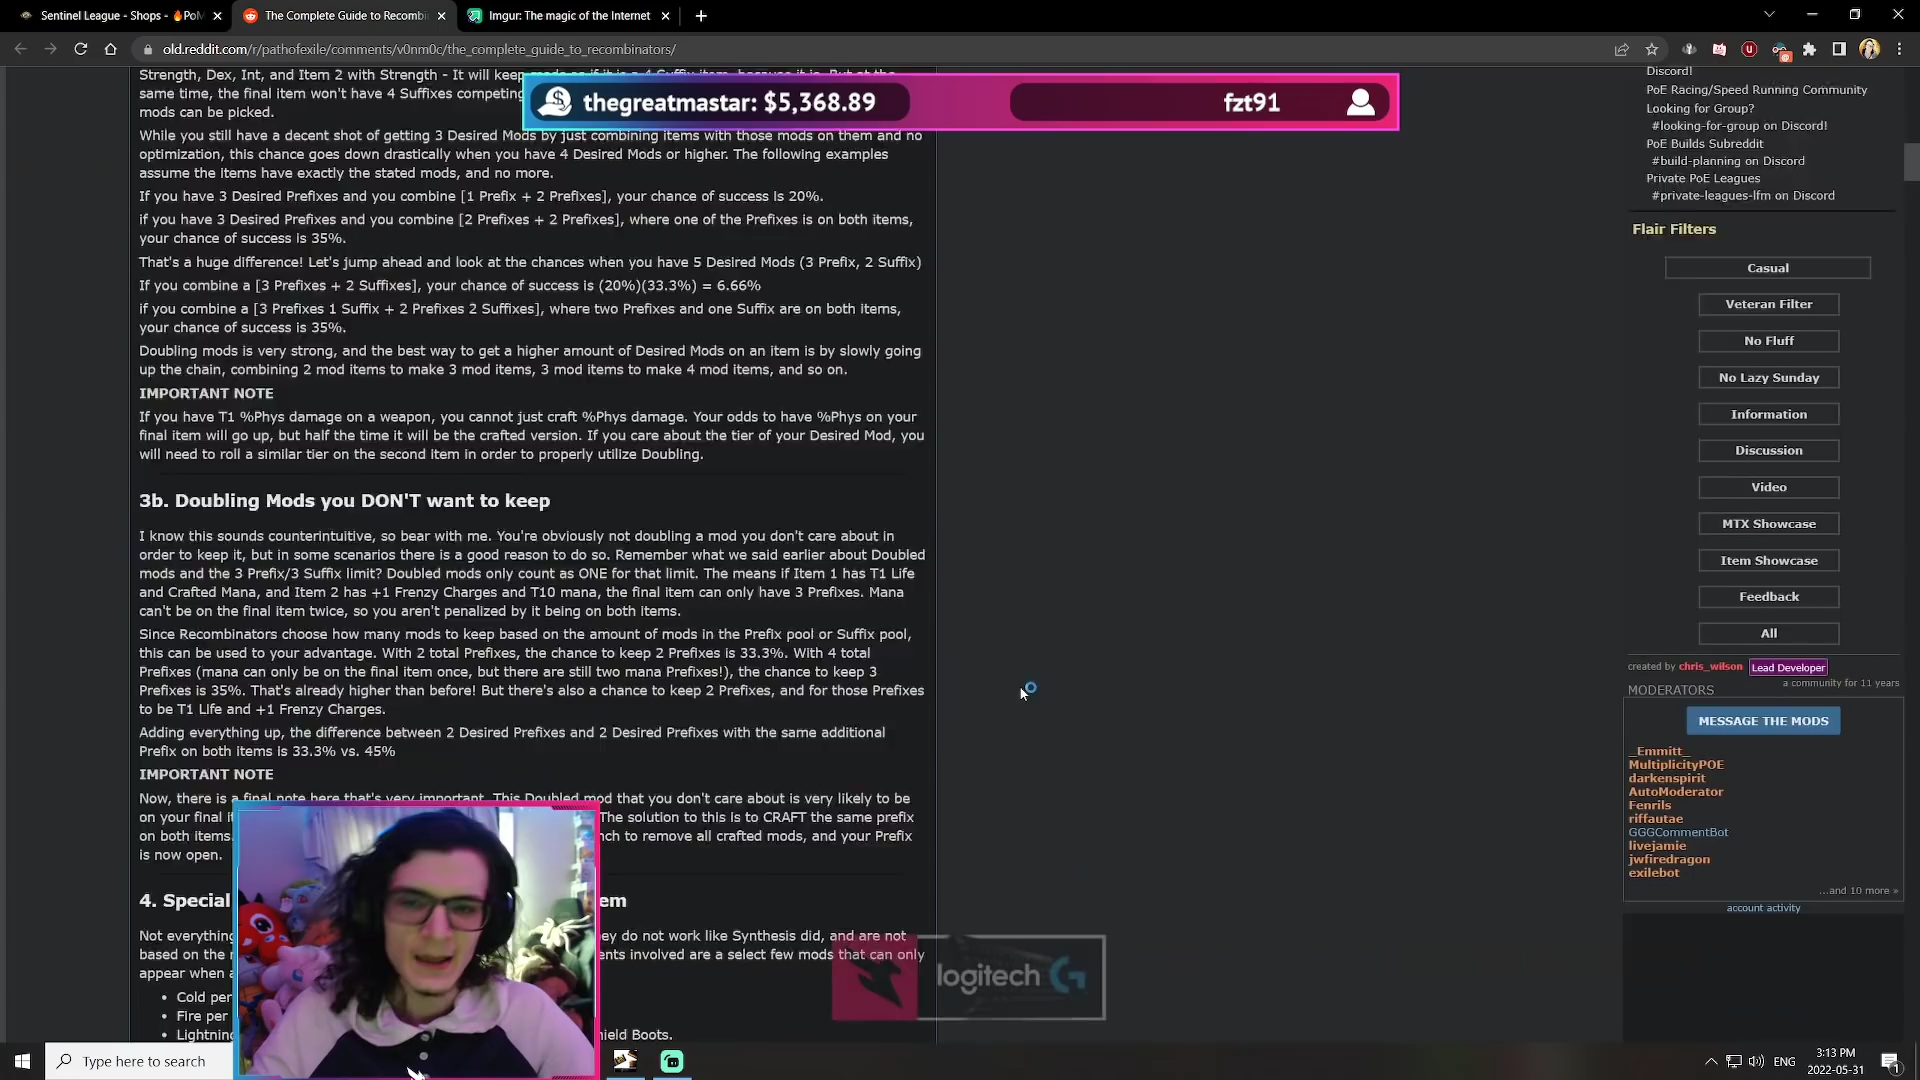 Sentinel League - Shops - 🔥PoM
The Complete Guide to Recombin
Imgur: The magic of the Internet
old.reddit.com/r/pathofexile/comments/v0nm0c/the_complete_guide_to_recombinators/
thegreatmastar: $5,368.89
fzt91
Strength, Dex, Int, and Item 2 with Strength - It will keep mods as if it is a 4 Suffix item, because it is. But at the
same time, the final item won't have 4 Suffixes competing
mods can be picked.
While you still have a decent shot of getting 3 Desired Mods by just combining items with those mods on them and no
optimization, this chance goes down drastically when you have 4 Desired Mods or higher. The following examples
assume the items have exactly the stated mods, and no more.
If you have 3 Desired Prefixes and you combine [1 Prefix + 2 Prefixes], your chance of success is 20%.
if you have 3 Desired Prefixes and you combine [2 Prefixes + 2 Prefixes], where one of the Prefixes is on both items,
your chance of success is 35%.
That's a huge difference! Let's jump ahead and look at the chances when you have 5 Desired Mods (3 Prefix, 2 Suffix)
If you combine a [3 Prefixes + 2 Suffixes], your chance of success is (20%)(33.3%) = 6.66%
if you combine a [3 Prefixes 1 Suffix + 2 Prefixes 2 Suffixes], where two Prefixes and one Suffix are on both items,
your chance of success is 35%.
Doubling mods is very strong, and the best way to get a higher amount of Desired Mods on an item is by slowly going
up the chain, combining 2 mod items to make 3 mod items, 3 mod items to make 4 mod items, and so on.
IMPORTANT NOTE
If you have T1 %Phys damage on a weapon, you cannot just craft %Phys damage. Your odds to have %Phys on your
final item will go up, but half the time it will be the crafted version. If you care about the tier of your Desired Mod, you
will need to roll a similar tier on the second item in order to properly utilize Doubling.
3b. Doubling Mods you DON'T want to keep
I know this sounds counterintuitive, so bear with me. You're obviously not doubling a mod you don't care about in
order to keep it, but in some scenarios there is a good reason to do so. Remember what we said earlier about Doubled
mods and the 3 Prefix/3 Suffix limit? Doubled mods only count as ONE for that limit. The means if Item 1 has T1 Life
and Crafted Mana, and Item 2 has +1 Frenzy Charges and T10 mana, the final item can only have 3 Prefixes. Mana
can't be on the final item twice, so you aren't penalized by it being on both items.
Since Recombinators choose how many mods to keep based on the amount of mods in the Prefix pool or Suffix pool,
this can be used to your advantage. With 2 total Prefixes, the chance to keep 2 Prefixes is 33.3%. With 4 total
Prefixes (mana can only be on the final item once, but there are still two mana Prefixes!), the chance to keep 3
Prefixes is 35%. That's already higher than before! But there's also a chance to keep 2 Prefixes, and for those Prefixes
to be T1 Life and +1 Frenzy Charges.
Adding everything up, the difference between 2 Desired Prefixes and 2 Desired Prefixes with the same additional
Prefix on both items is 33.3% vs. 45%
IMPORTANT NOTE
Now, there is a final note here that's very important. This Doubled mod that you don't care about is very likely to be
on your final The solution to this is to CRAFT the same prefix
on both items. to remove all crafted mods, and your Prefix
is now open.
4. Special
Not everything they do not work like Synthesis did, and are not
based on the involved are a select few mods that can only
appear when
• Cold per
• Fire per
• Lightning Boots.
logitech G
Discord!
PoE Racing/Speed Running Community
Looking for Group?
#looking-for-group on Discord!
PoE Builds Subreddit
#build-planning on Discord
Private PoE Leagues
#private-leagues-lfm on Discord
Flair Filters
Casual
Veteran Filter
No Fluff
No Lazy Sunday
Information
Discussion
Video
MTX Showcase
Item Showcase
Feedback
All
created by chris_wilson Lead Developer
a community for 11 years
MODERATORS
MESSAGE THE MODS
_Emmitt_
MultiplicityPOE
darkenspirit
AutoModerator
Fenrils
riffautae
GGGCommentBot
livejamie
jwfiredragon
exilebot
...and 10 more »
account activity
Type here to search
ENG
3:13 PM
2022-05-31